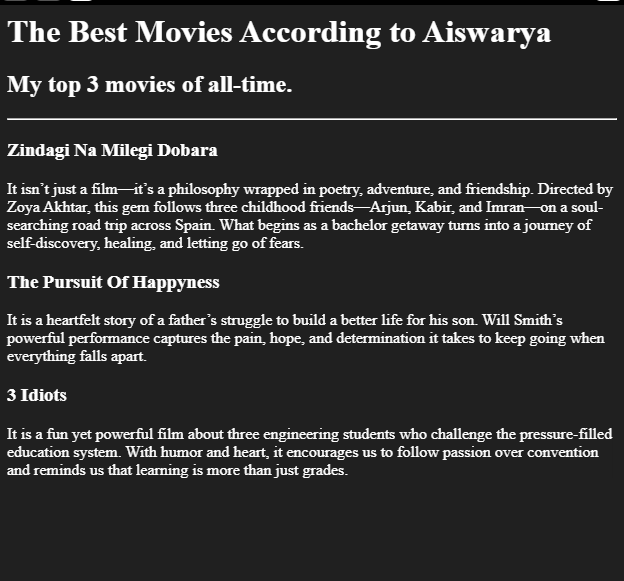 The Best Movies According to Aiswarya
My top 3 movies of all-time.
Zindagi Na Milegi Dobara
It isn’t just a film—it’s a philosophy wrapped in poetry, adventure, and friendship. Directed by
Zoya Akhtar, this gem follows three childhood friends—Arjun, Kabir, and Imran—on a soul-
searching road trip across Spain. What begins as a bachelor getaway turns into a journey of
self-discovery, healing, and letting go of fears.
The Pursuit Of Happyness
It is a heartfelt story of a father’s struggle to build a better life for his son. Will Smith’s
powerful performance captures the pain, hope, and determination it takes to keep going when
everything falls apart.
3 Idiots
It is a fun yet powerful film about three engineering students who challenge the pressure-filled
education system. With humor and heart, it encourages us to follow passion over convention
and reminds us that learning is more than just grades.